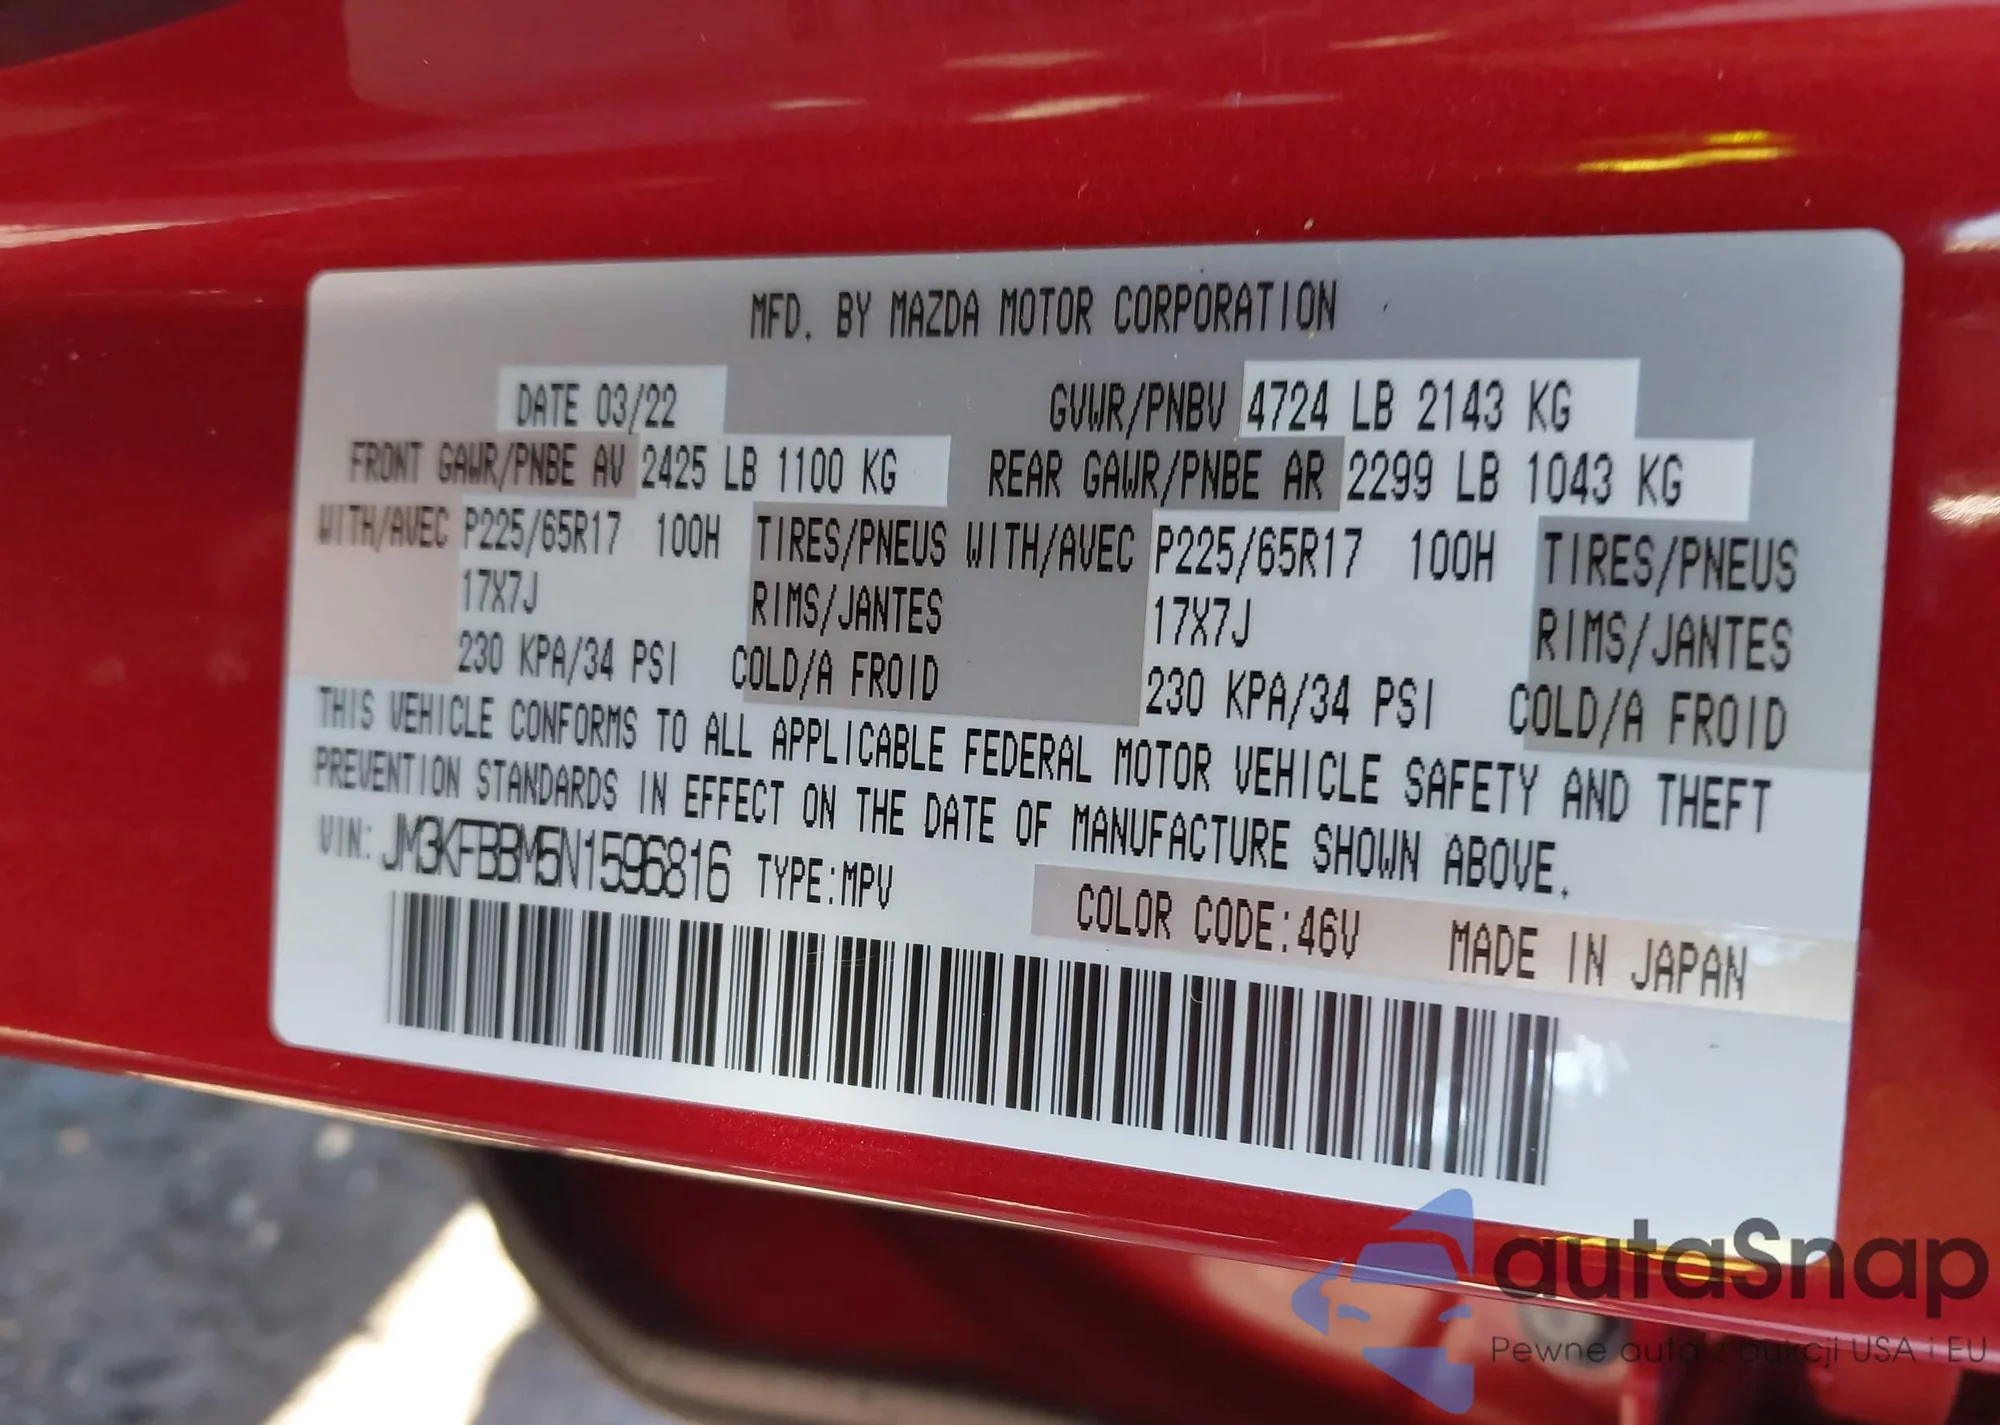 MFD. BY MAZDA MOTOR CORPORATION
DATE 03/22 GVWR/PNBV 4724 LB 2143 KG
FRONT GAWR/PNBE AV 2425 LB 1100 KG REAR GAWR/PNBE AR 2299 LB 1043 KG
WITH/AVEC P225/65R17 100H TIRES/PNEUS WITH/AVEC P225/65R17 100H TIRES/PNEUS
17X7J RIMS/JANTES 17X7J RIMS/JANTES
230 KPA/34 PSI COLD/A FROID 230 KPA/34 PSI COLD/A FROID
THIS VEHICLE CONFORMS TO ALL APPLICABLE FEDERAL MOTOR VEHICLE SAFETY AND THEFT
PREVENTION STANDARDS IN EFFECT ON THE DATE OF MANUFACTURE SHOWN ABOVE.
VIN: JM3KFBBM5N1596816 TYPE:MPV
COLOR CODE:46V MADE IN JAPAN
autaSnap
Pewne auta z aukcji USA i EU